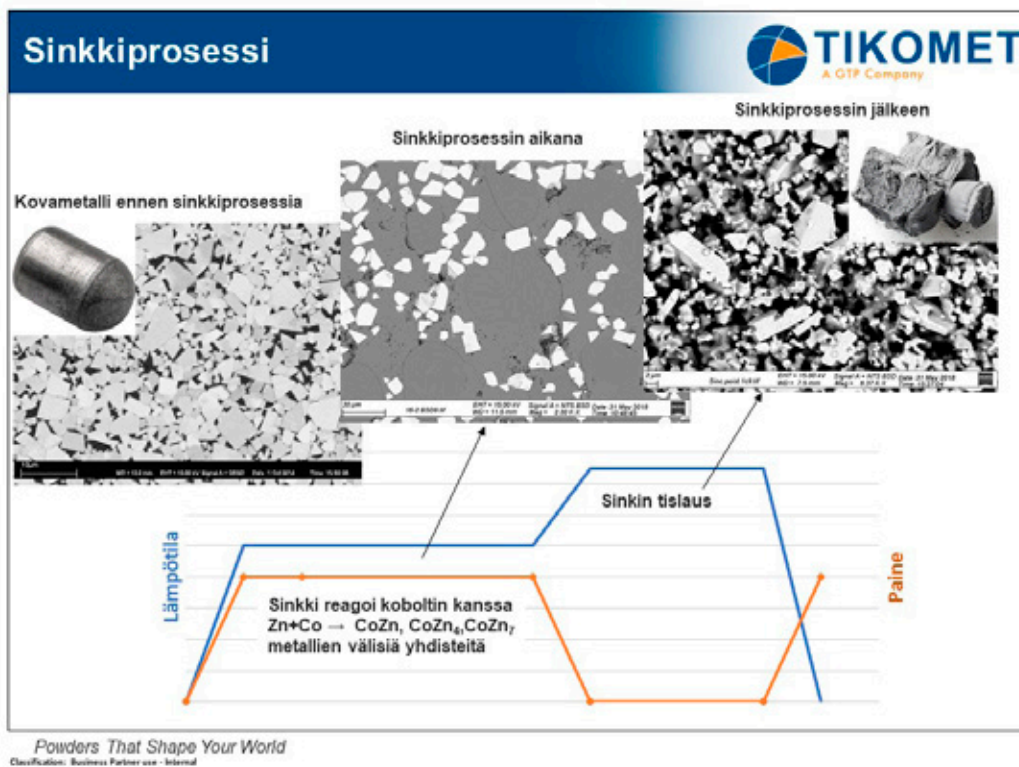 Sinkkiprosessi
TIKOMET
A GTP Company
Sinkkiprosessin jälkeen
Sinkkiprosessin aikana
Kovametalli ennen sinkkiprosessia
Sinkin tislaus
Lämpötila
Paine
Sinkki reagoi koboltin kanssa
Zn+Co → CoZn, CoZn₄,CoZn₇
metallien välisiä yhdisteitä
Powders That Shape Your World
Classification: Business Partner use - Internal